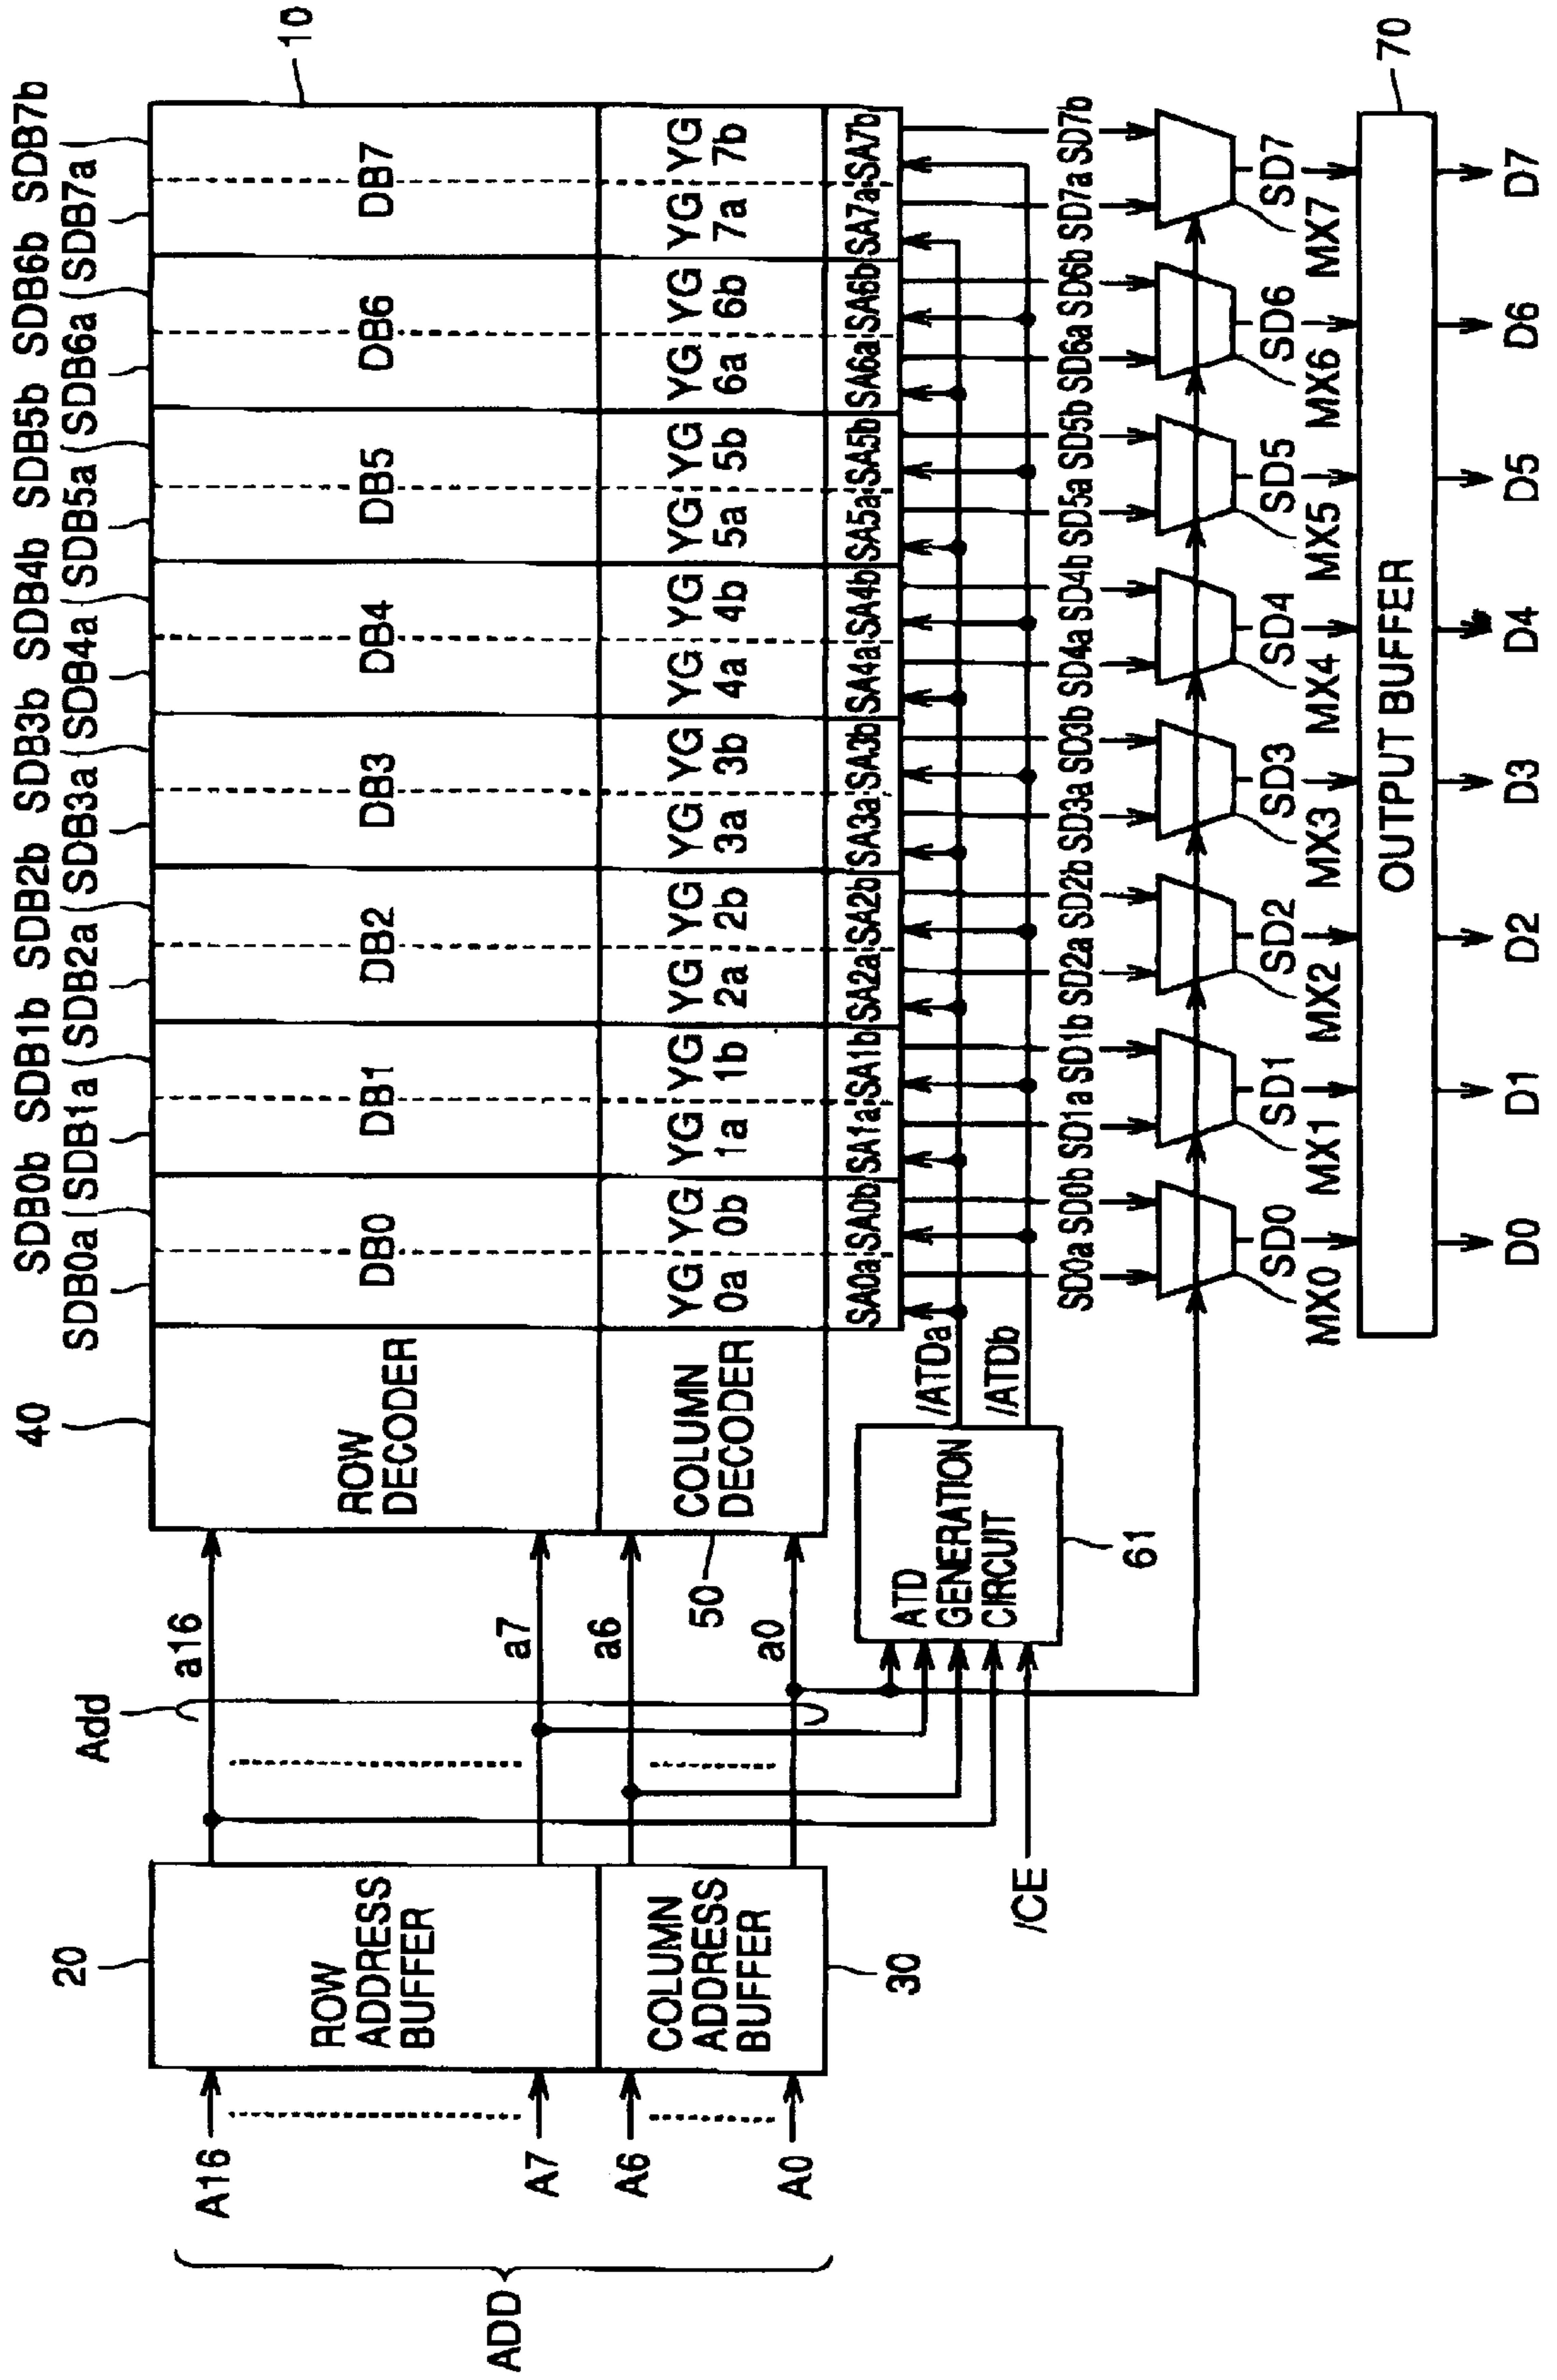 SDB0b SDB1b SDB2b SDB3b SDB4b SDB5b SDB6b SDB7b
SDB0a SDB1a SDB2a SDB3a SDB4a SDB5a SDB6a SDB7a
10
20
40
Add
ADD
A16
A7
A6
A0
ROW
ADDRESS
BUFFER
COLUMN
ADDRESS
BUFFER
30
a16
a7
a6
a0
ROW
DECODER
COLUMN
DECODER
50
DB0 DB1 DB2 DB3 DB4 DB5 DB6 DB7
YG YG YG YG YG YG YG YG YG YG YG YG YG YG YG YG
0a 0b 1a 1b 2a 2b 3a 3b 4a 4b 5a 5b 6a 6b 7a 7b
SA0a SA0b SA1a SA1b SA2a SA2b SA3a SA3b SA4a SA4b SA5a SA5b SA6a SA6b SA7a SA7b
/CE
ATD
GENERATION
CIRCUIT
61
/ATDa
/ATDb
SD0a SD0b SD1a SD1b SD2a SD2b SD3a SD3b SD4a SD4b SD5a SD5b SD6a SD6b SD7a SD7b
SD0 SD1 SD2 SD3 SD4 SD5 SD6 SD7
MX0 MX1 MX2 MX3 MX4 MX5 MX6 MX7
OUTPUT BUFFER
70
D0 D1 D2 D3 D4 D5 D6 D7